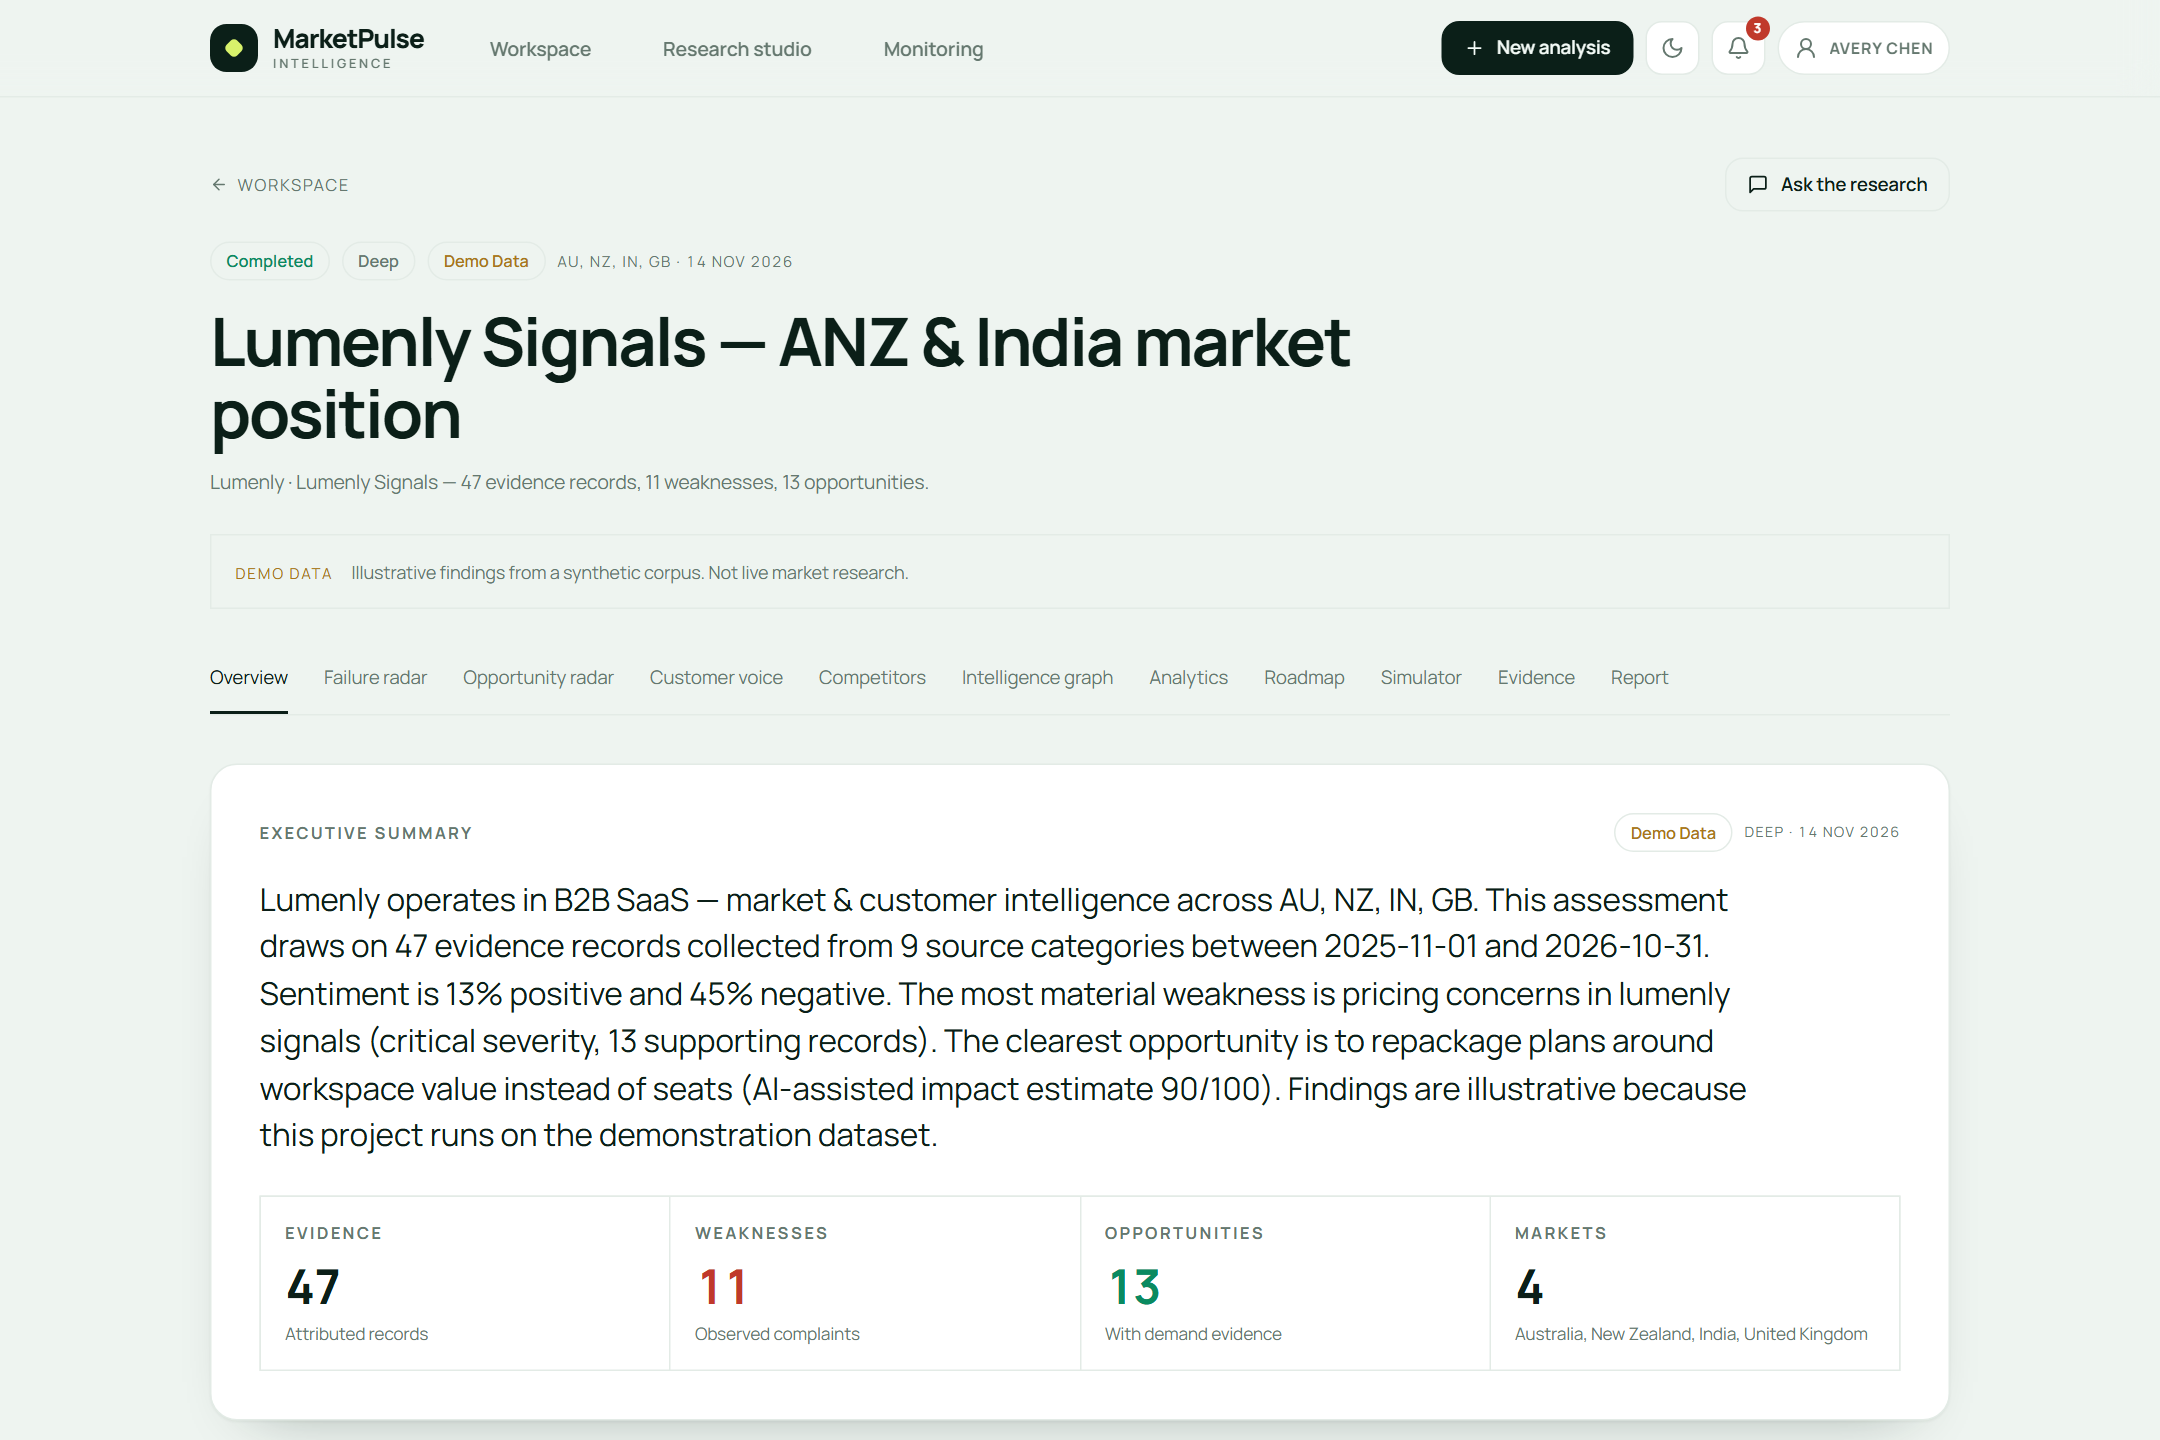 MarketPulse
INTELLIGENCE
Workspace
Research studio
Monitoring
New analysis
3
AVERY CHEN
WORKSPACE
Ask the research
Completed
Deep
Demo Data
AU, NZ, IN, GB · 14 NOV 2026
Lumenly Signals — ANZ & India market
position
Lumenly · Lumenly Signals — 47 evidence records, 11 weaknesses, 13 opportunities.
DEMO DATA
Illustrative findings from a synthetic corpus. Not live market research.
Overview
Failure radar
Opportunity radar
Customer voice
Competitors
Intelligence graph
Analytics
Roadmap
Simulator
Evidence
Report
EXECUTIVE SUMMARY
Demo Data
DEEP · 14 NOV 2026
Lumenly operates in B2B SaaS — market & customer intelligence across AU, NZ, IN, GB. This assessment
draws on 47 evidence records collected from 9 source categories between 2025-11-01 and 2026-10-31.
Sentiment is 13% positive and 45% negative. The most material weakness is pricing concerns in lumenly
signals (critical severity, 13 supporting records). The clearest opportunity is to repackage plans around
workspace value instead of seats (AI-assisted impact estimate 90/100). Findings are illustrative because
this project runs on the demonstration dataset.
EVIDENCE
47
Attributed records
WEAKNESSES
11
Observed complaints
OPPORTUNITIES
13
With demand evidence
MARKETS
4
Australia, New Zealand, India, United Kingdom